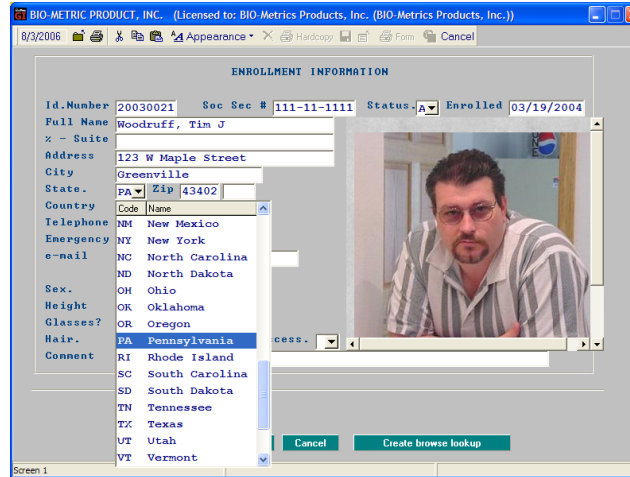 BIO-METRIC PRODUCT, INC. (Licensed to: BIO-Metrics Products, Inc. (BIO-Metrics Products, Inc.))
8/3/2006 Appearance Hardcopy Form Cancel
ENROLLMENT INFORMATION
Id.Number 20030021 Soc Sec # 111-11-1111 Status. A Enrolled 03/19/2004
Full Name Woodruff, Tim J
% - Suite
Address 123 W Maple Street
City Greenville
State. PA Zip 43402
Country Code Name
Telephone NM New Mexico
Emergency NY New York
e-mail NC North Carolina
ND North Dakota
Sex. OH Ohio
Height OK Oklahoma
Glasses? OR Oregon
Hair. PA Pennsylvania cess.
Comment RI Rhode Island
SC South Carolina
SD South Dakota
TN Tennessee
TX Texas
UT Utah Cancel Create browse lookup
VT Vermont
Screen 1